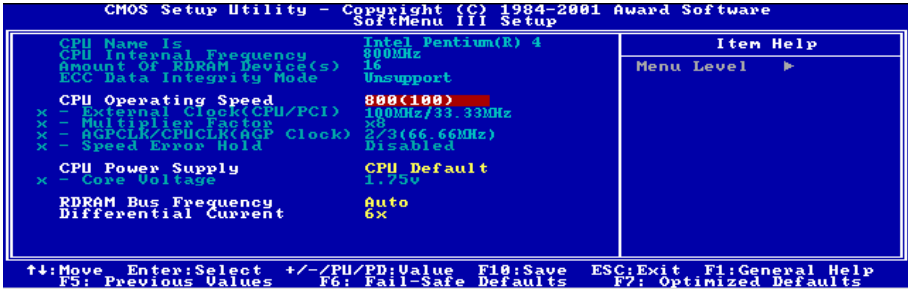 CMOS Setup Utility - Copyright (C) 1984-2001 Award Software
SoftMenu III Setup
CPU Name Is Intel Pentium(R) 4
CPU Internal Frequency 800MHz
Amount Of RDRAM Device(s) 16
ECC Data Integrity Mode Unsupport
CPU Operating Speed 800(100)
x - External Clock(CPU/PCI) 100MHz/33.33MHz
x - Multiplier Factor x8
x - AGPCLK/CPUCLK(AGP Clock) 2/3(66.66MHz)
x - Speed Error Hold Disabled
CPU Power Supply CPU Default
x - Core Voltage 1.75v
RDRAM Bus Frequency Auto
Differential Current 6x
Item Help
Menu Level ►
↑↓:Move Enter:Select +/-/PU/PD:Value F10:Save ESC:Exit F1:General Help
F5: Previous Values F6: Fail-Safe Defaults F7: Optimized Defaults